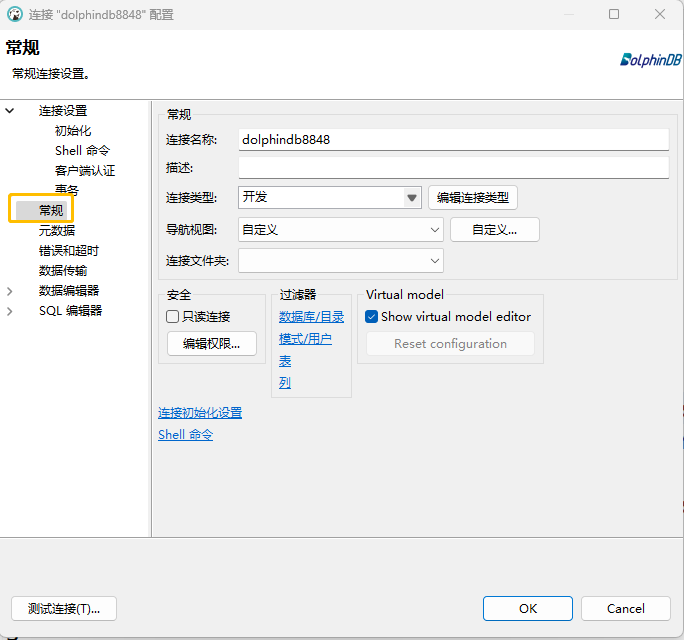 连接 "dolphindb8848" 配置
常规
常规连接设置。
DolphinDB
连接设置
初始化
Shell 命令
客户端认证
事务
常规
元数据
错误和超时
数据传输
数据编辑器
SQL 编辑器
常规
连接名称: dolphindb8848
描述:
连接类型: 开发 编辑连接类型
导航视图: 自定义 自定义...
连接文件夹:
安全
只读连接
编辑权限...
过滤器
数据库/目录
模式/用户
表
列
Virtual model
Show virtual model editor
Reset configuration
连接初始化设置
Shell 命令
测试连接(T)... OK Cancel